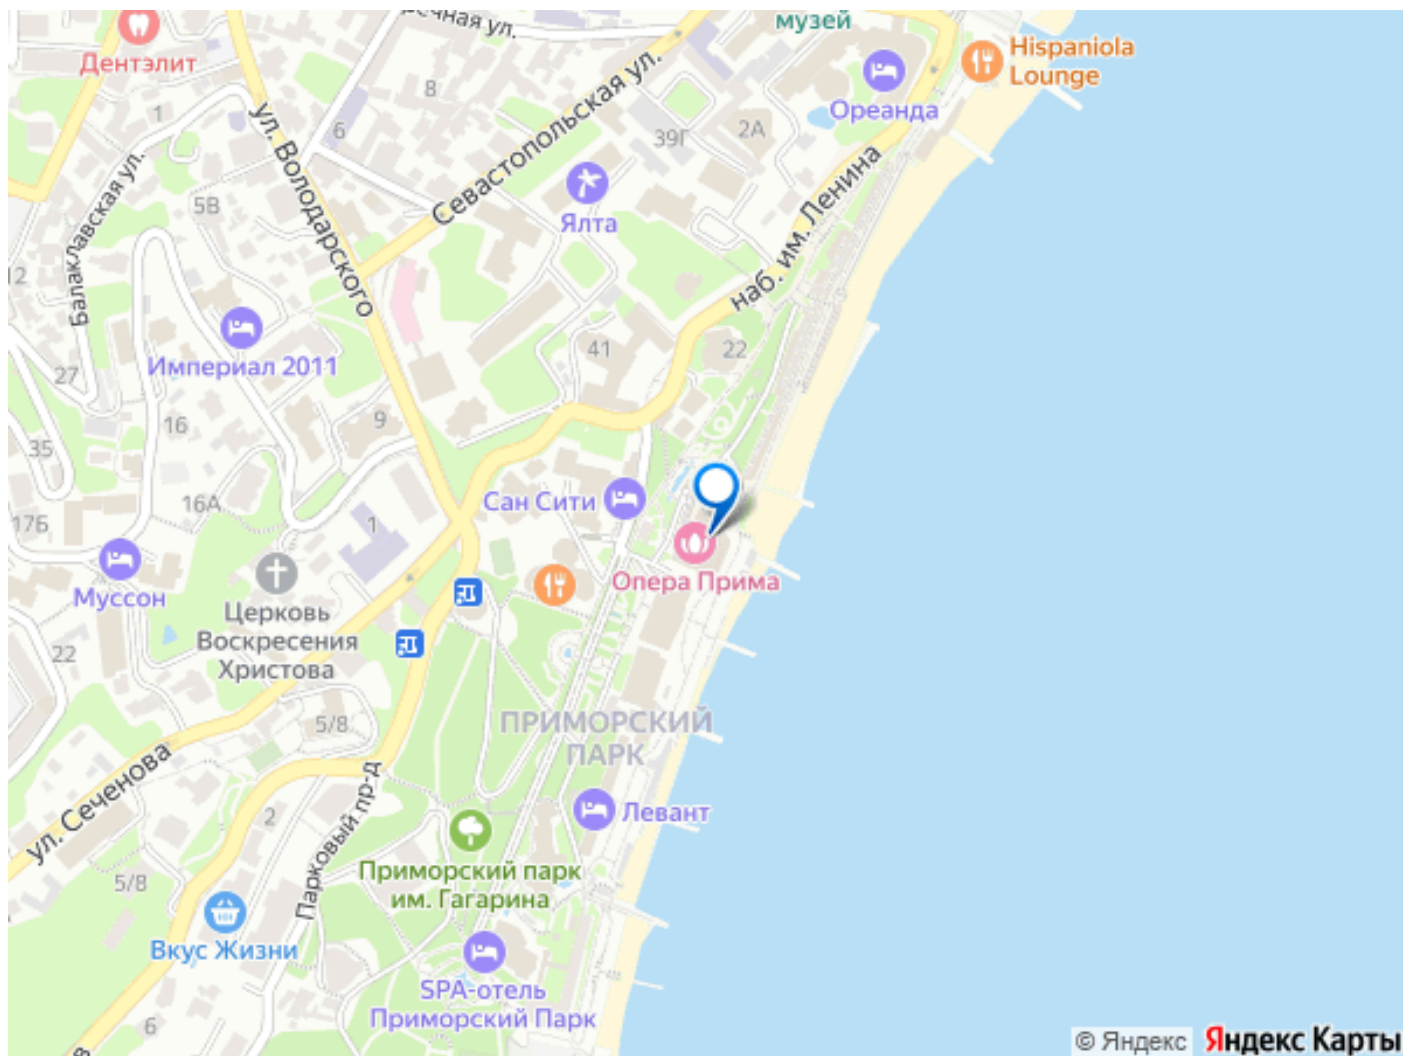 речная ул.
музей
Hispaniola
Lounge
Дентэлит
Ореанда
ул. Володарского
Севастопольская ул.
Балаклавская ул.
1
8
6
39Г
2А
5В
Ялта
наб. им. Ленина
12
Империал 2011
27
41
22
16
9
35
16А
17Б
1
Сан Сити
Опера Прима
Муссон
Церковь
Воскресения
Христова
22
5/8
ПРИМОРСКИЙ
ПАРК
ул. Сеченова
Парковый пр-д
2
Левант
Приморский парк
им. Гагарина
5/8
Вкус Жизни
SPA-отель
Приморский Парк
6
© Яндекс Яндекс Карты